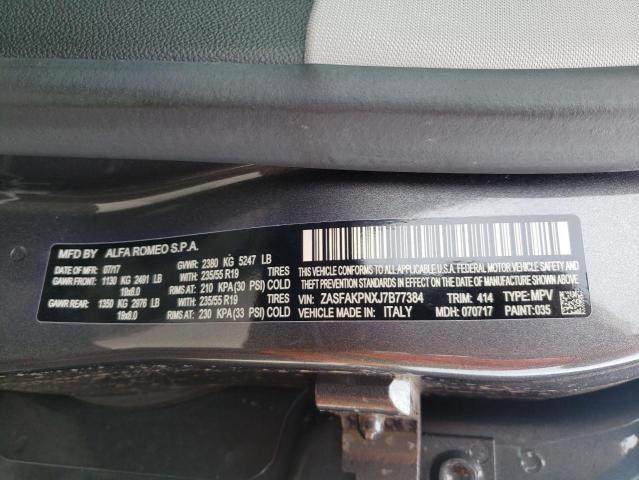 MFD BY ALFA ROMEO S.P.A.
DATE OF MFR: 07/17 GVWR: 2380 KG 5247 LB
GAWR FRONT: 1130 KG 2491 LB WITH TIRES
19x8.0 235/55 R19
RIMS AT: 210 KPA(30 PSI) COLD
GAWR REAR: 1350 KG 2976 LB WITH TIRES
19x8.0 235/55 R19
RIMS AT: 230 KPA(33 PSI) COLD
THIS VEHICLE CONFORMS TO ALL APPLICABLE U.S.A. FEDERAL MOTOR VEHICLE
SAFETY, BUMPER, AND THEFT PREVENTION STANDARDS IN EFFECT ON THE DATE OF MANUFACTURE SHOWN ABOVE
VIN: ZASFAKPNXJ7B77384 TRIM: 414 TYPE: MPV
VEHICLE MADE IN: ITALY MDH: 070717 PAINT: 035